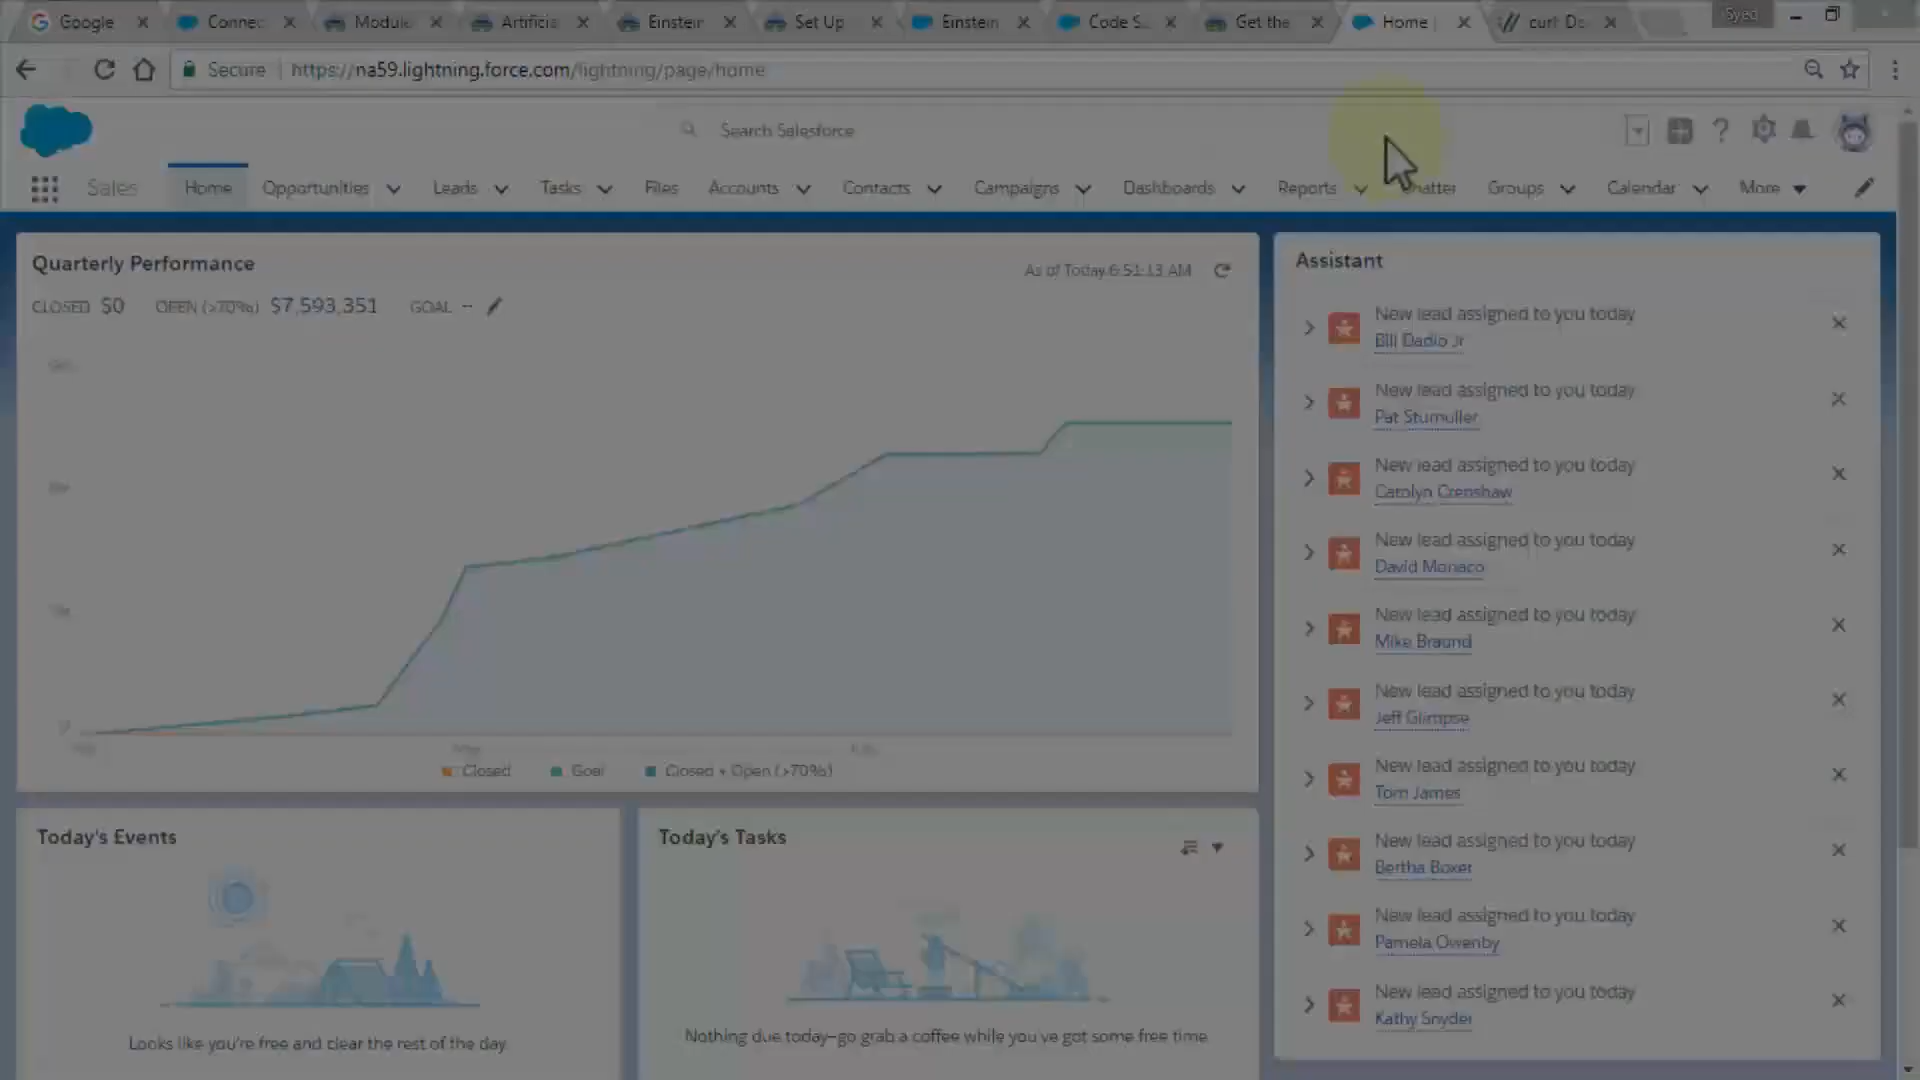 Google Connec Module Artificia Einstein Set Up Einstein Code S Get the Home curl Do Syed
Secure https://na59.lightning.force.com/lightning/page/home
Search Salesforce
Sales Home Opportunities Leads Tasks Files Accounts Contacts Campaigns Dashboards Reports Chatter Groups Calendar More
Quarterly Performance
As of Today 6:51:13 AM
CLOSED $0 OPEN (>70%) $7,593,351 GOAL --
0
Closed Goal Closed + Open (>70%)
Assistant
New lead assigned to you today
Bill Dadio Jr
New lead assigned to you today
Pat Stumuller
New lead assigned to you today
Carolyn Crenshaw
New lead assigned to you today
David Monaco
New lead assigned to you today
Mike Braund
New lead assigned to you today
Jeff Glimpse
New lead assigned to you today
Tom James
New lead assigned to you today
Bertha Boxer
New lead assigned to you today
Pamela Owenby
New lead assigned to you today
Kathy Snyder
Today's Events
Looks like you're free and clear the rest of the day.
Today's Tasks
Nothing due today—go grab a coffee while you've got some free time.